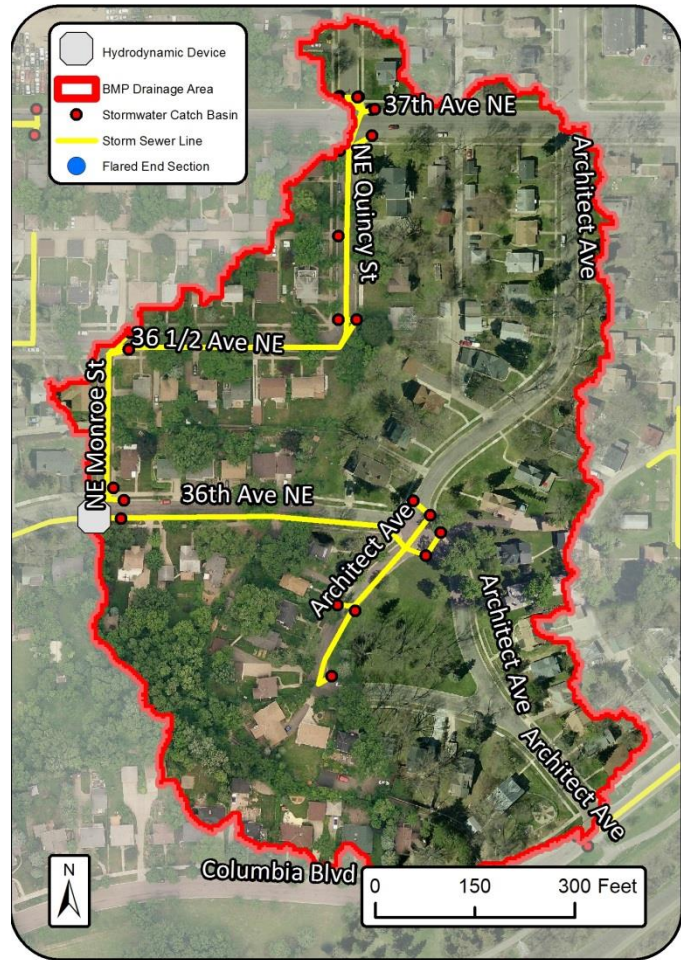 Hydrodynamic Device
BMP Drainage Area
Stormwater Catch Basin
Storm Sewer Line
Flared End Section
37th Ave NE
NE Quincy St
Architect Ave
36 1/2 Ave NE
NE Monroe St
36th Ave NE
Architect Ave
Architect Ave
Architect Ave
Columbia Blvd
N
0 150 300 Feet